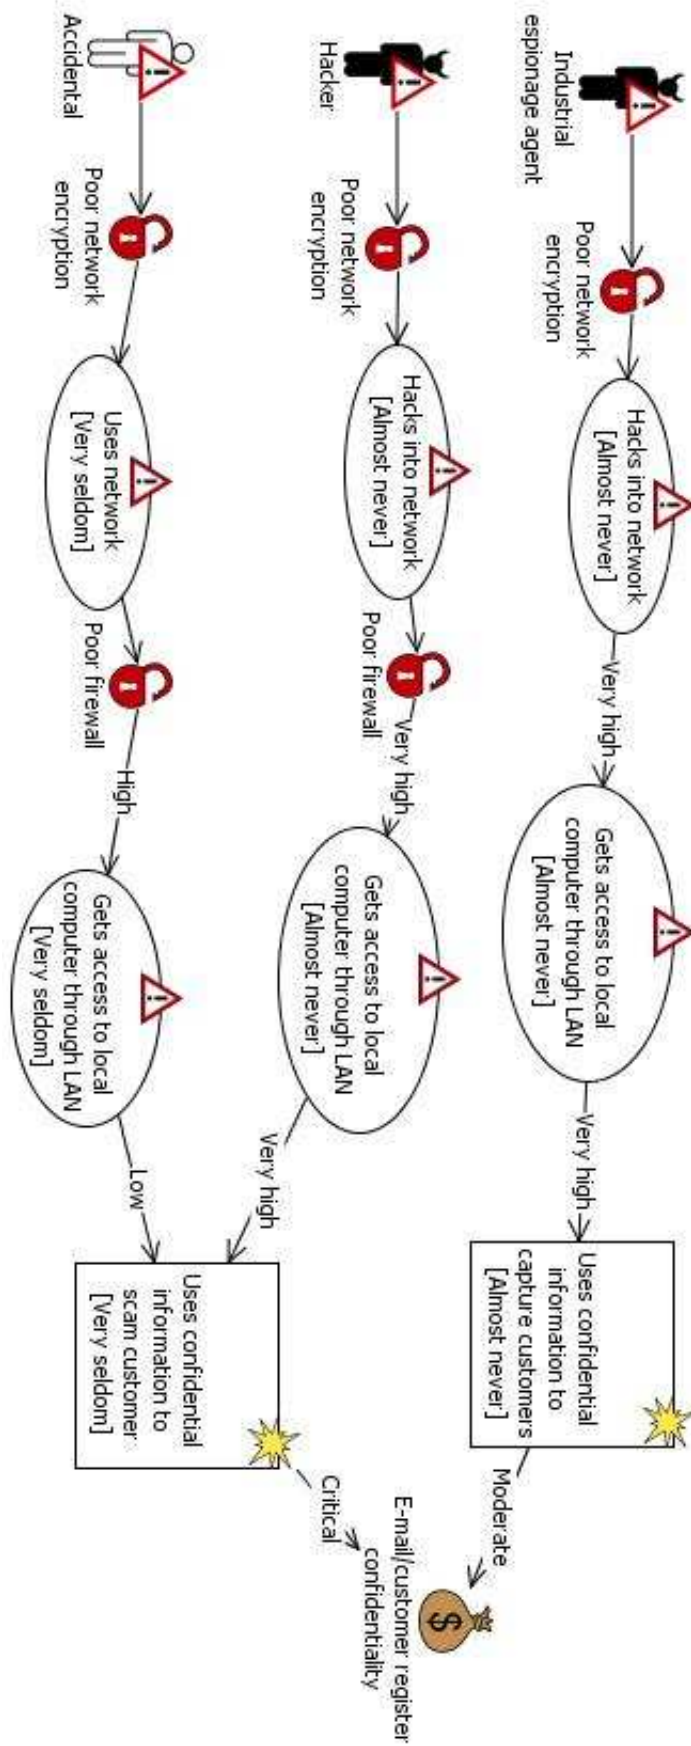 Industrial
espionage agent
Poor network
encryption
Hacks into network
[Almost never]
Very high
Gets access to local
computer through LAN
[Almost never]
Very high
Uses confidential
information to
capture customers
[Almost never]
Moderate
Hacker
Poor network
encryption
Hacks into network
[Almost never]
Poor firewall
Very high
Gets access to local
computer through LAN
[Almost never]
Very high
E-mail/customer register
confidentiality
Accidental
Poor network
encryption
Uses network
[Very seldom]
Poor firewall
High
Gets access to local
computer through LAN
[Very seldom]
Low
Uses confidential
information to
scam customer
[Very seldom]
Critical
$